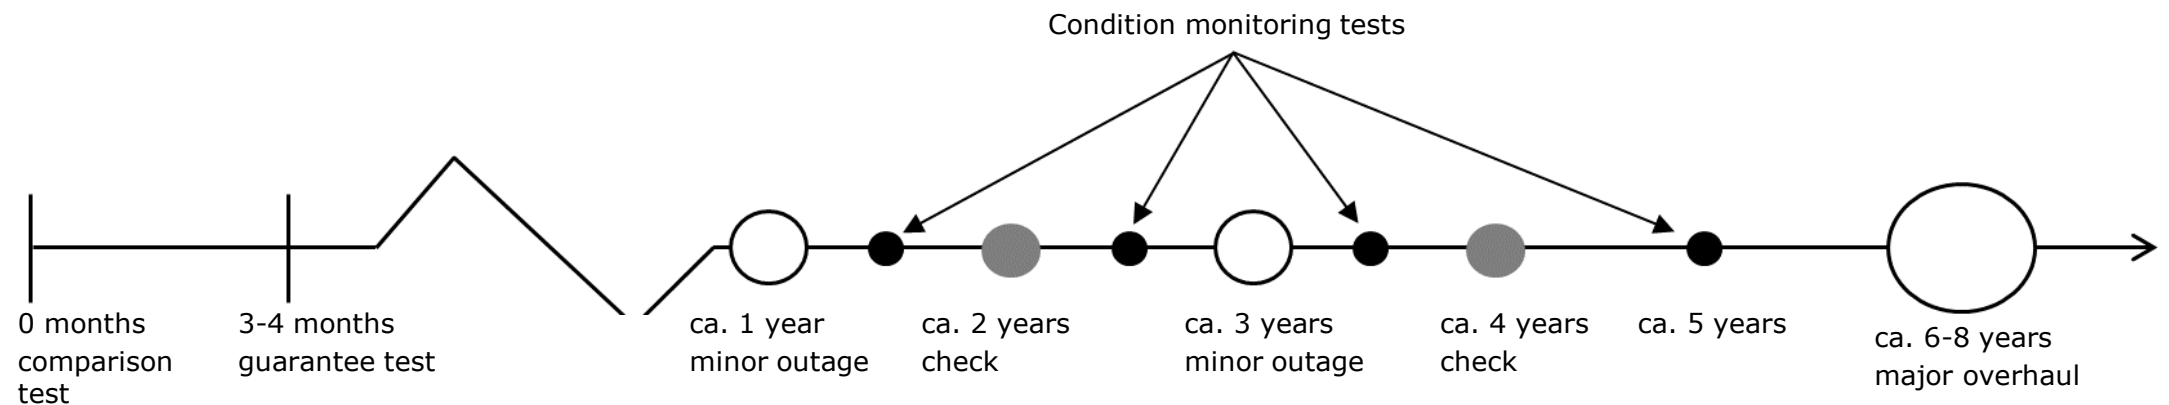 Condition monitoring tests
0 months
comparison
test
3-4 months
guarantee test
ca. 1 year
minor outage
ca. 2 years
check
ca. 3 years
minor outage
ca. 4 years
check
ca. 5 years
ca. 6-8 years
major overhaul